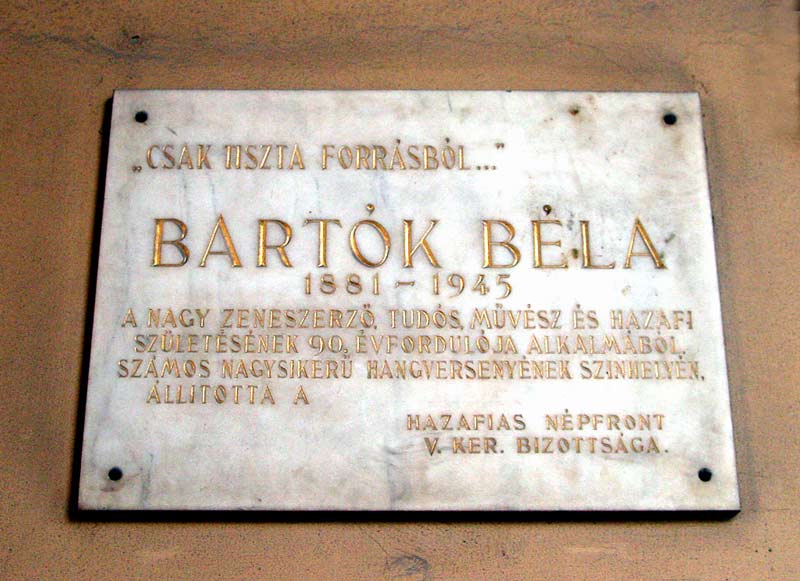 „CSAK TISZTA FORRÁSBÓL..."
BARTÓK BÉLA
1881 – 1945
A NAGY ZENESZERZŐ, TUDÓS, MŰVÉSZ ÉS HAZAFI
SZÜLETÉSÉNEK 90. ÉVFORDULÓJA ALKALMÁBÓL,
SZÁMOS NAGYSIKERŰ HANGVERSENYÉNEK SZINHELYÉN,
ÁLLITOTTA A
HAZAFIAS NÉPFRONT
V. KER. BIZOTTSÁGA.